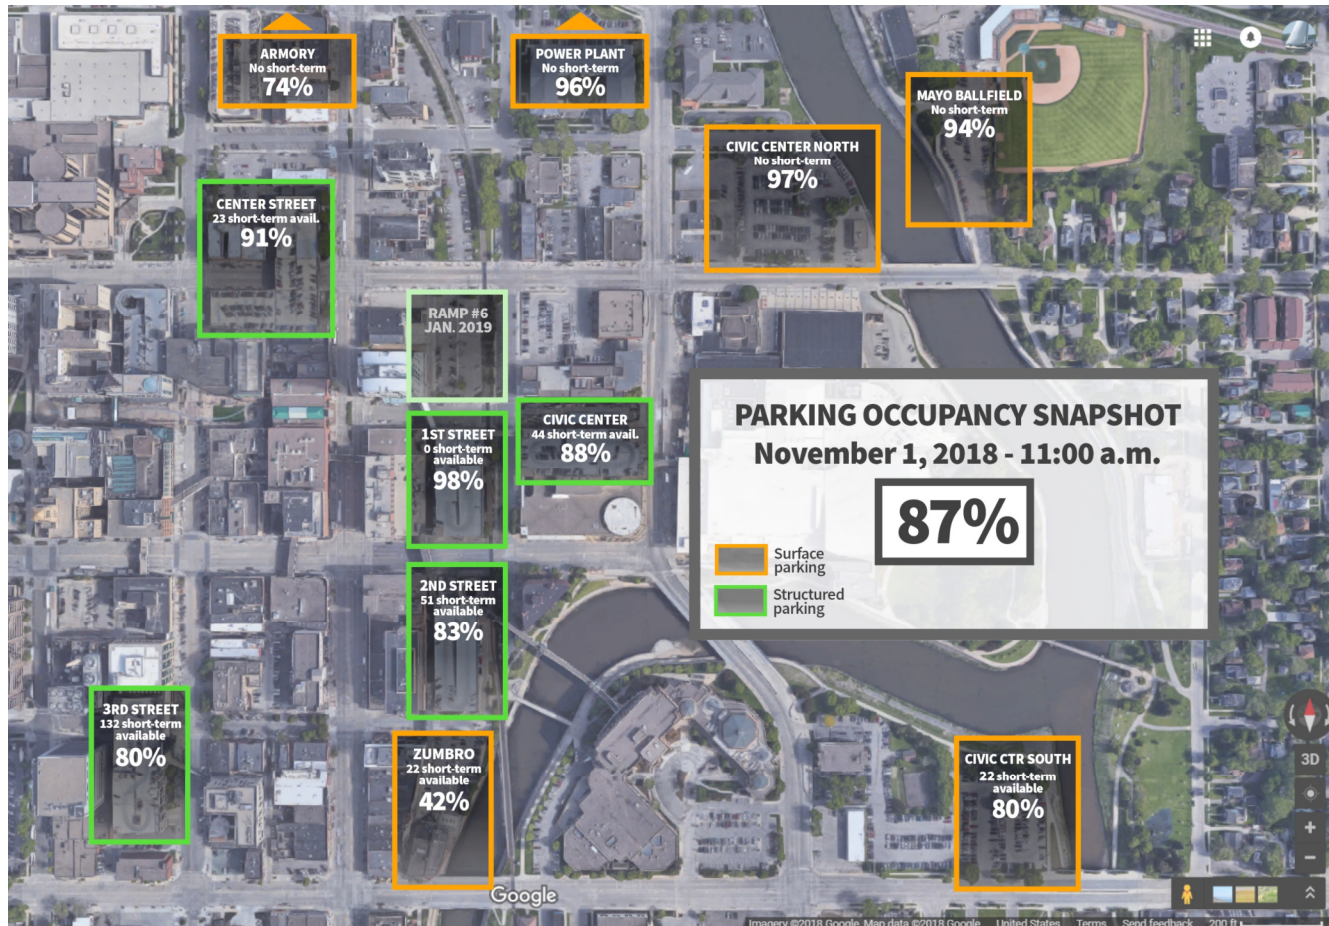 ARMORY
No short-term
74%
POWER PLANT
No short-term
96%
MAYO BALLFIELD
No short-term
94%
CIVIC CENTER NORTH
No short-term
97%
CENTER STREET
23 short-term avail.
91%
RAMP #6
JAN. 2019
1ST STREET
0 short-term
available
98%
CIVIC CENTER
44 short-term avail.
88%
PARKING OCCUPANCY SNAPSHOT
November 1, 2018 - 11:00 a.m.
87%
Surface
parking
Structured
parking
2ND STREET
51 short-term
available
83%
3RD STREET
132 short-term
available
80%
ZUMBRO
22 short-term
available
42%
CIVIC CTR SOUTH
22 short-term
available
80%
3D
Google
Imagery ©2018 Google, Map data ©2018 Google United States Terms Send feedback 200 ft